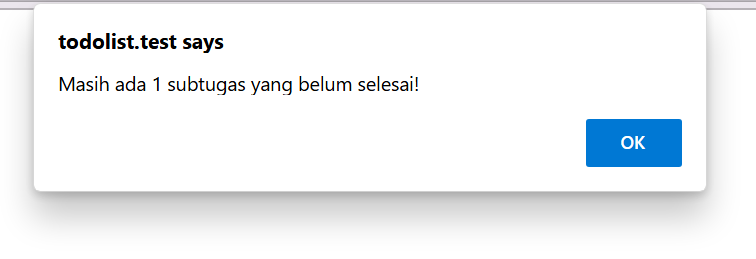 todolist.test says
Masih ada 1 subtugas yang belum selesai!
OK